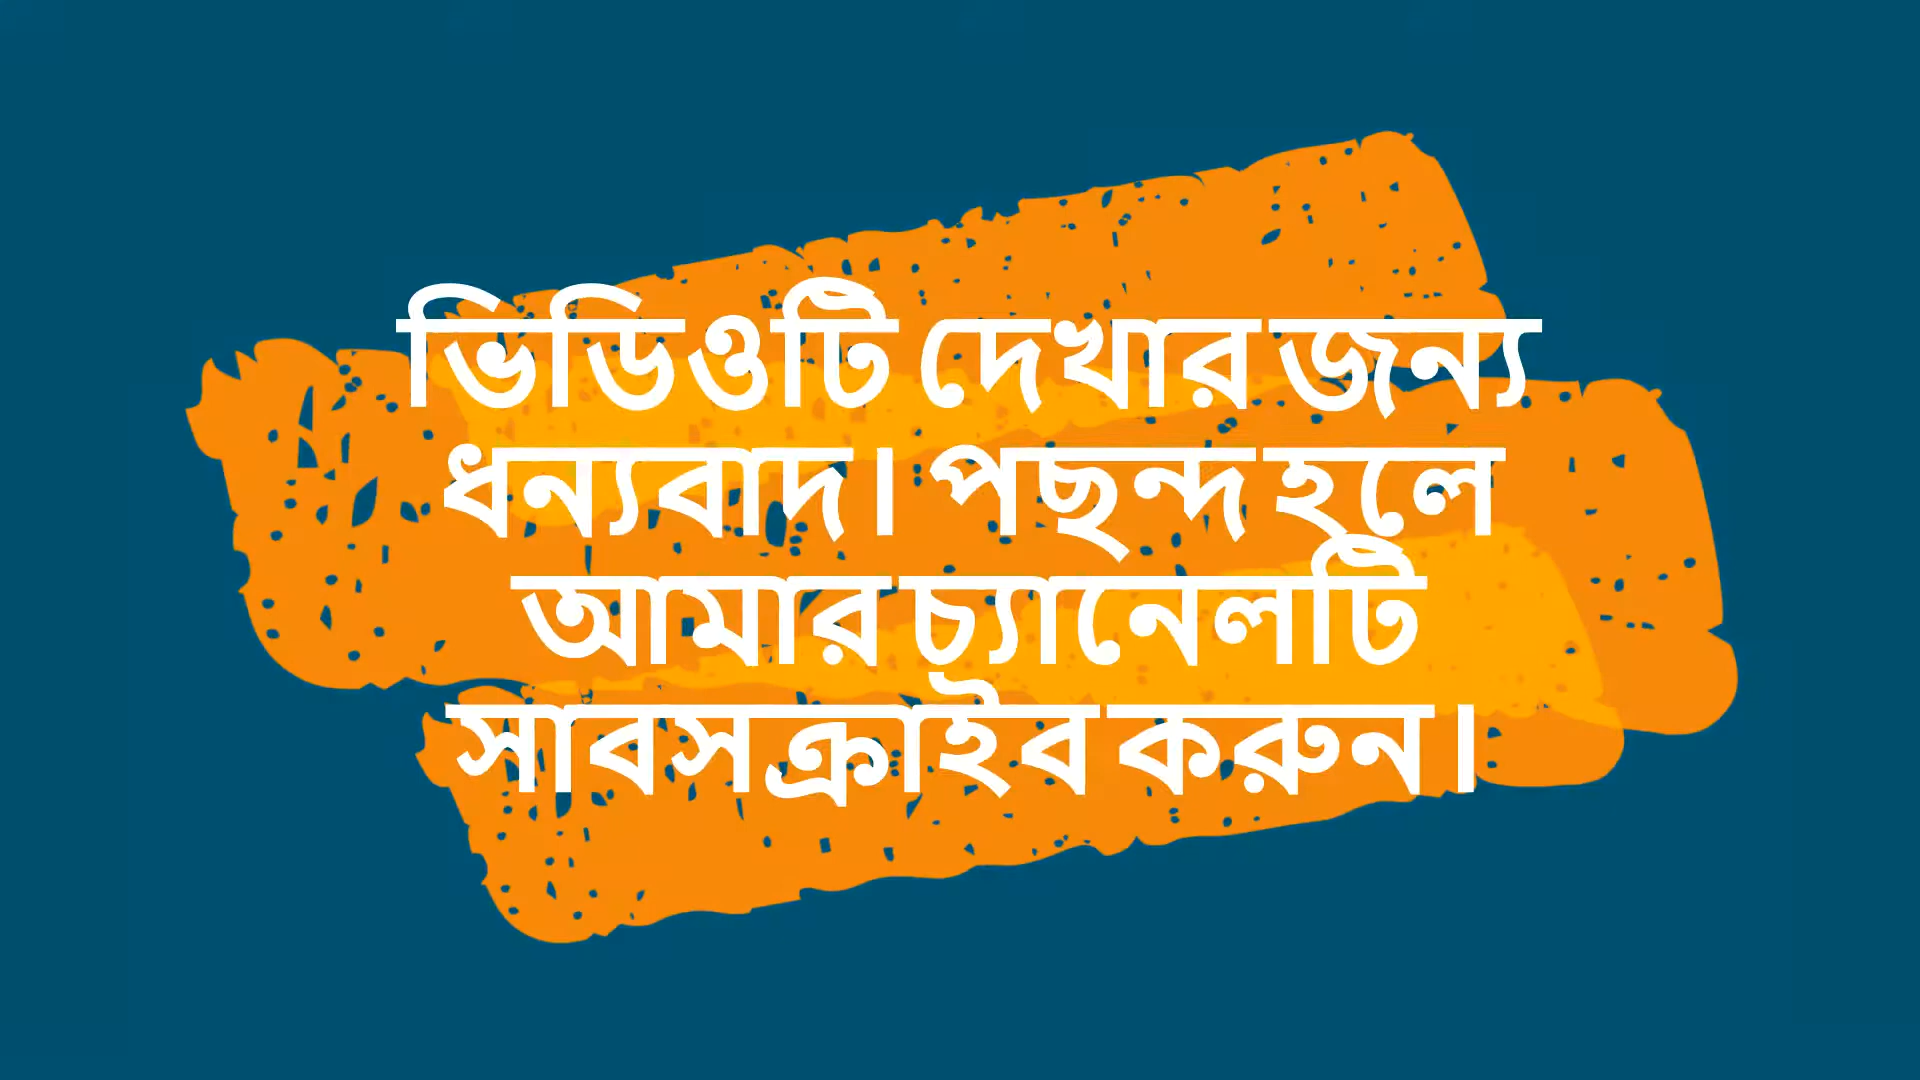 ভিডিওটি দেখার জন্য
ধন্যবাদ। পছন্দ হলে
আমার চ্যানেলটি
সাবসক্রাইব করুন।